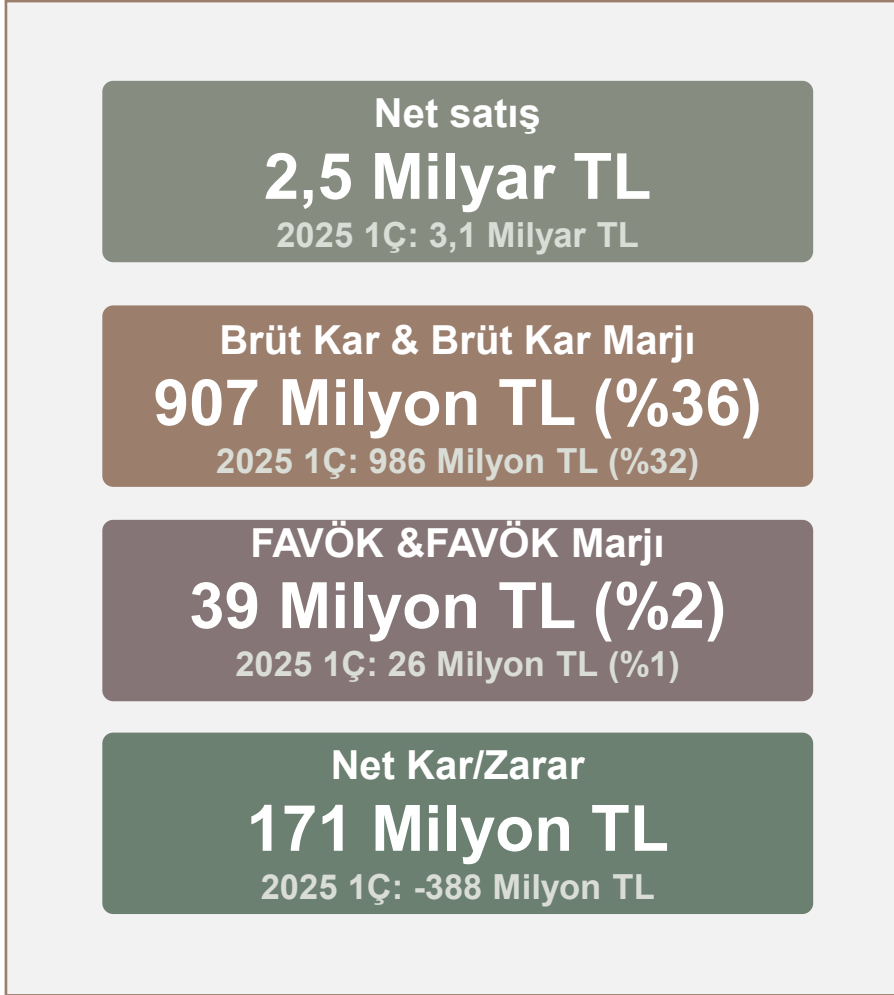 Net satış
2,5 Milyar TL
2025 1Ç: 3,1 Milyar TL
Brüt Kar & Brüt Kar Marjı
907 Milyon TL (%36)
2025 1Ç: 986 Milyon TL (%32)
FAVÖK &FAVÖK Marjı
39 Milyon TL (%2)
2025 1Ç: 26 Milyon TL (%1)
Net Kar/Zarar
171 Milyon TL
2025 1Ç: -388 Milyon TL